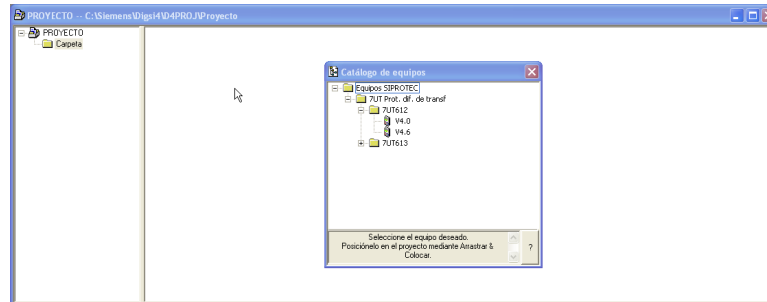 PROYECTO -- C:\Siemens\Digsi4\D4PROJ\Proyecto
PROYECTO
Carpeta
Catálogo de equipos
Equipos SIPROTEC
7UT Prot. dif. de transf
7UT612
V4.0
V4.6
7UT613
Seleccione el equipo deseado.
Posiciónelo en el proyecto mediante Arrastrar &
Colocar.
?